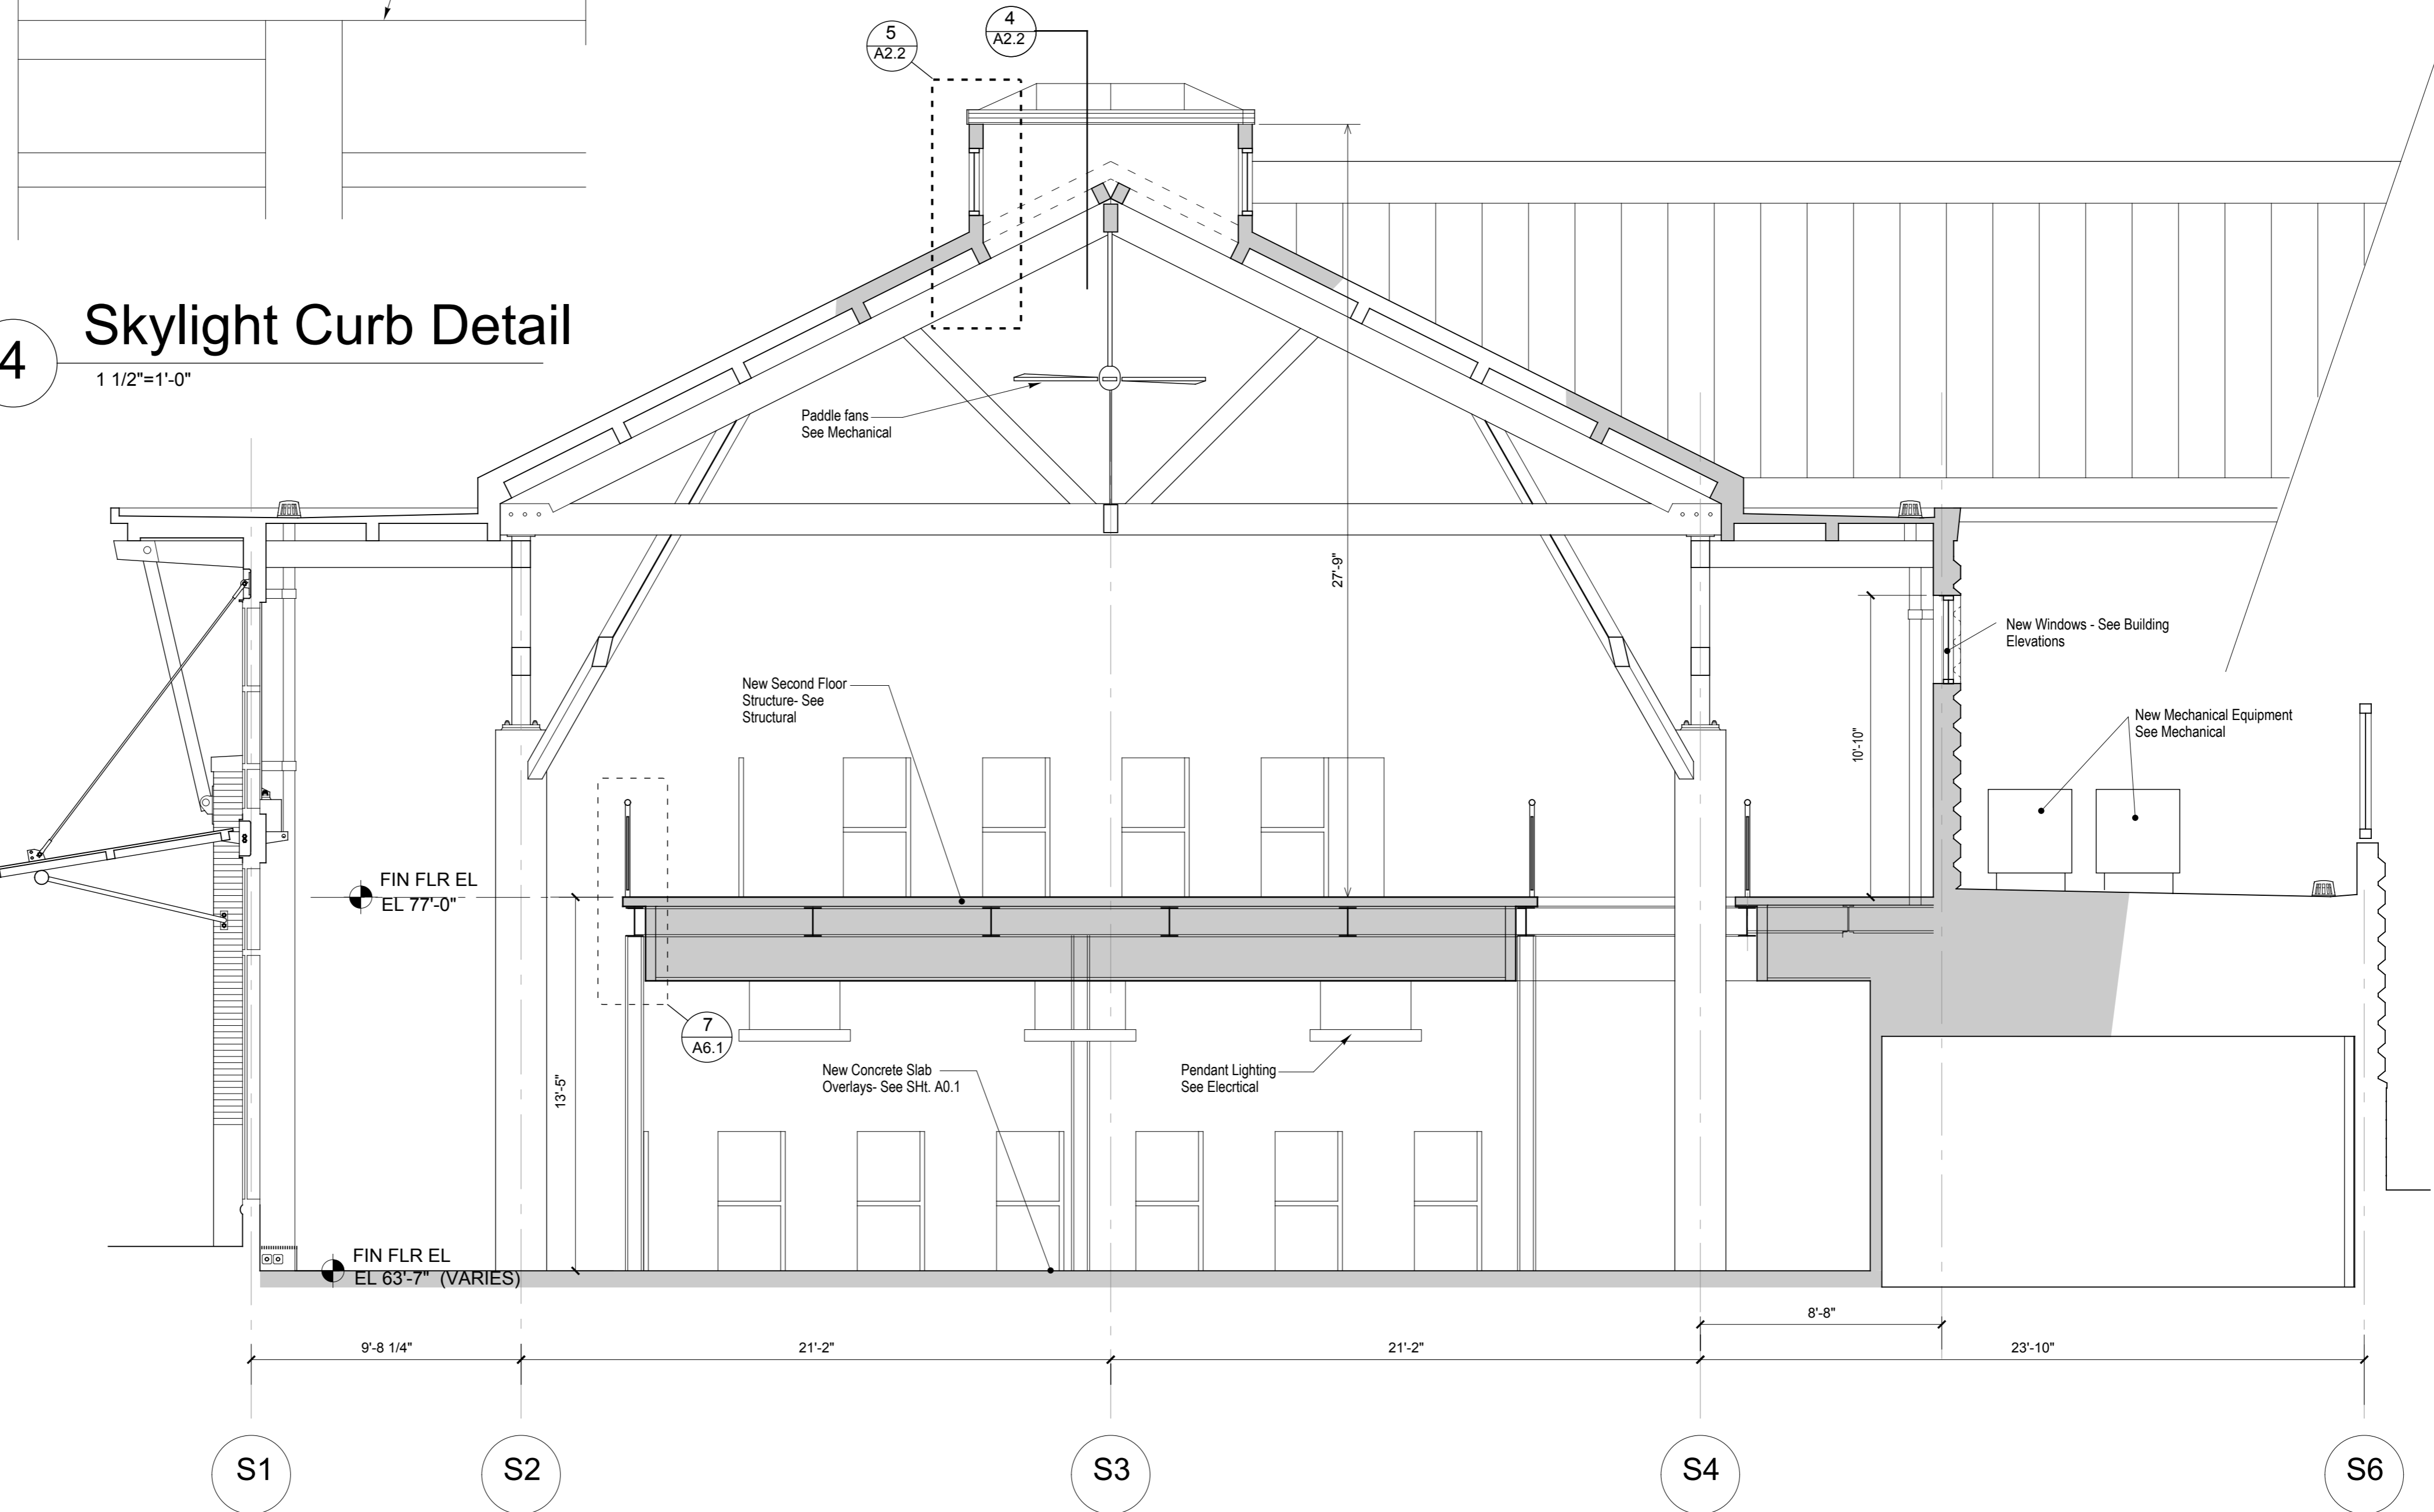 5
A2.2
4
A2.2
4
Skylight Curb Detail
1 1/2"=1'-0"
Paddle fans
See Mechanical
27'-9"
New Windows - See Building
Elevations
New Second Floor
Structure- See
Structural
New Mechanical Equipment
See Mechanical
10'-10"
FIN FLR EL
EL 77'-0"
7
A6.1
13'-5"
New Concrete Slab
Overlays- See SHt. A0.1
Pendant Lighting
See Elecrtical
FIN FLR EL
EL 63'-7" (VARIES)
8'-8"
9'-8 1/4"
21'-2"
21'-2"
23'-10"
S1
S2
S3
S4
S6